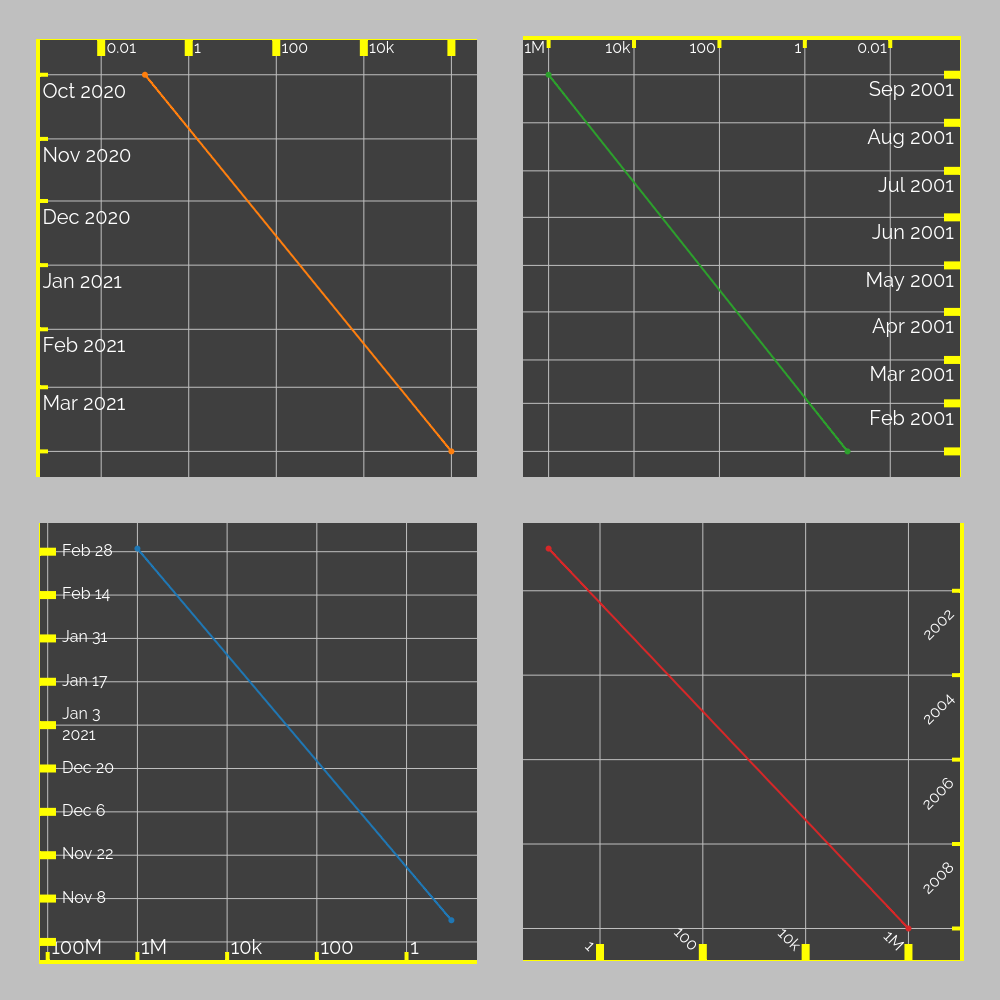 0.01 1 100 10k
Oct 2020
Nov 2020
Dec 2020
Jan 2021
Feb 2021
Mar 2021
1M 10k 100 1 0.01
Sep 2001
Aug 2001
Jul 2001
Jun 2001
May 2001
Apr 2001
Mar 2001
Feb 2001
Feb 28
Feb 14
Jan 31
Jan 17
Jan 3
2021
Dec 20
Dec 6
Nov 22
Nov 8
100M 1M 10k 100 1
2002
2004
2006
2008
1 100 10k 1M